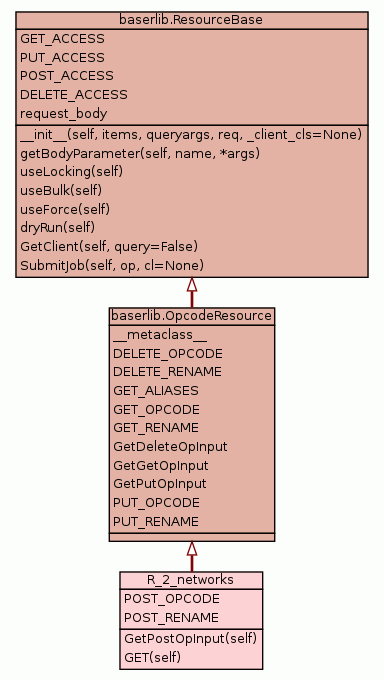 baserlib.ResourceBase
GET_ACCESS
PUT_ACCESS
POST_ACCESS
DELETE_ACCESS
request_body
__init__(self, items, queryargs, req, _client_cls=None)
getBodyParameter(self, name, *args)
useLocking(self)
useBulk(self)
useForce(self)
dryRun(self)
GetClient(self, query=False)
SubmitJob(self, op, cl=None)
baserlib.OpcodeResource
__metaclass__
DELETE_OPCODE
DELETE_RENAME
GET_ALIASES
GET_OPCODE
GET_RENAME
GetDeleteOpInput
GetGetOpInput
GetPutOpInput
PUT_OPCODE
PUT_RENAME
R_2_networks
POST_OPCODE
POST_RENAME
GetPostOpInput(self)
GET(self)